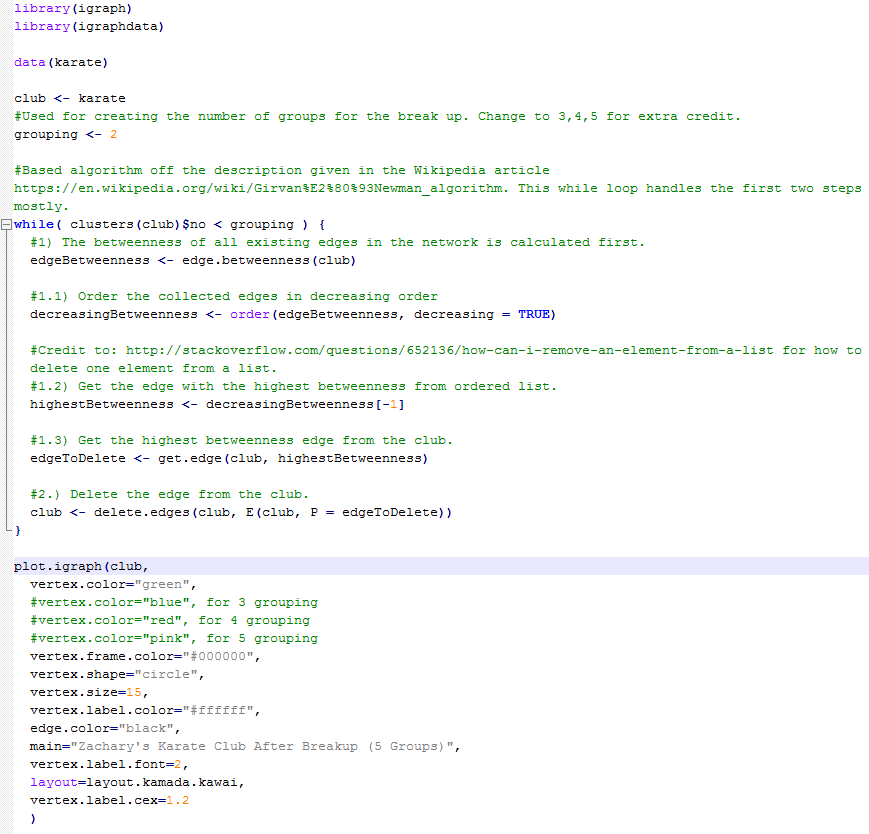 library(igraph)
library(igraphdata)
data(karate)
club <- karate
#Used for creating the number of groups for the break up. Change to 3,4,5 for extra credit.
grouping <- 2
#Based algorithm off the description given in the Wikipedia article
https://en.wikipedia.org/wiki/Girvan%E2%80%93Newman_algorithm. This while loop handles the first two steps
mostly.
while( clusters(club)$no < grouping ) {
#1) The betweenness of all existing edges in the network is calculated first.
edgeBetweenness <- edge.betweenness(club)
#1.1) Order the collected edges in decreasing order
decreasingBetweenness <- order(edgeBetweenness, decreasing = TRUE)
#Credit to: http://stackoverflow.com/questions/652136/how-can-i-remove-an-element-from-a-list for how to
delete one element from a list.
#1.2) Get the edge with the highest betweenness from ordered list.
highestBetweenness <- decreasingBetweenness[-1]
#1.3) Get the highest betweenness edge from the club.
edgeToDelete <- get.edge(club, highestBetweenness)
#2.) Delete the edge from the club.
club <- delete.edges(club, E(club, P = edgeToDelete))
}
plot.igraph(club,
vertex.color="green",
#vertex.color="blue", for 3 grouping
#vertex.color="red", for 4 grouping
#vertex.color="pink", for 5 grouping
vertex.frame.color="#000000",
vertex.shape="circle",
vertex.size=15,
vertex.label.color="#ffffff",
edge.color="black",
main="Zachary's Karate Club After Breakup (5 Groups)",
vertex.label.font=2,
layout=layout.kamada.kawai,
vertex.label.cex=1.2
)